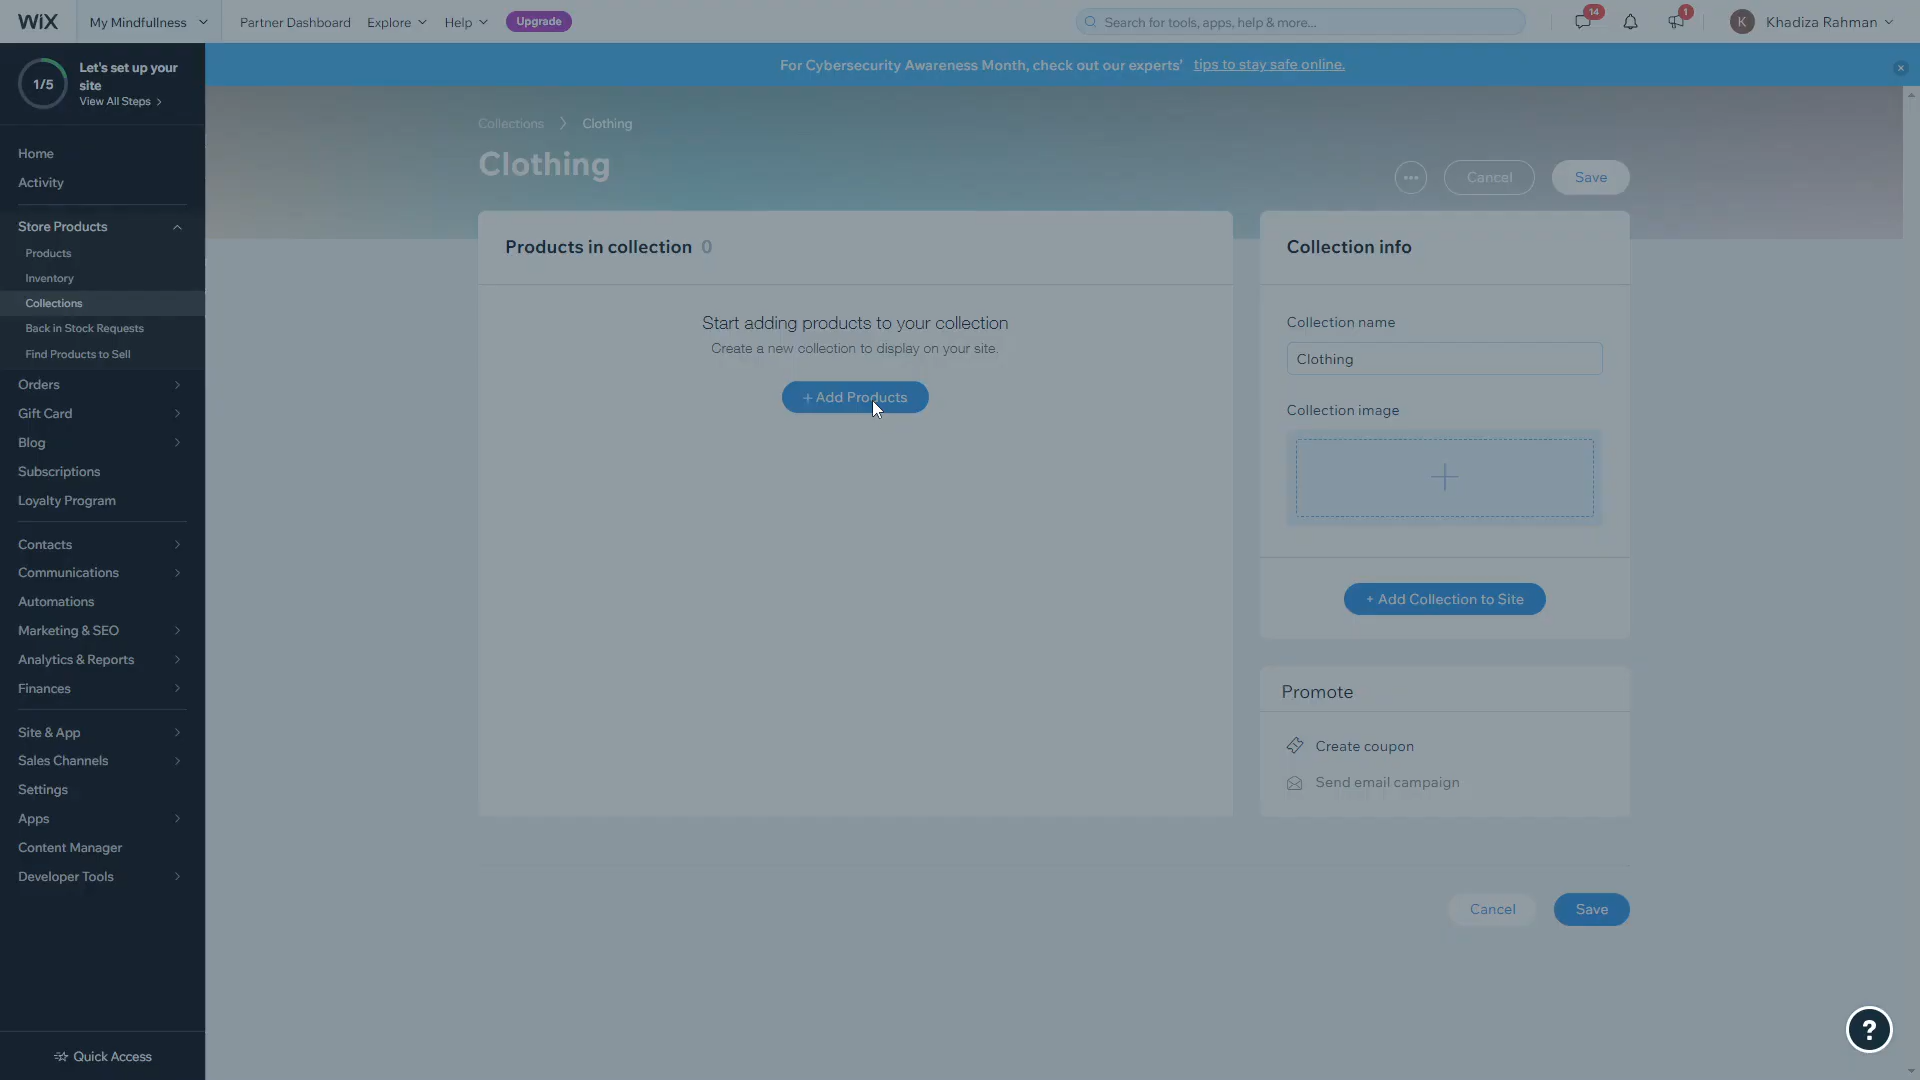 WiX
My Mindfullness
Partner Dashboard
Explore
Help
Upgrade
Search for tools, apps, help & more...
14
1
K
Khadiza Rahman
1/5
Let's set up your site
View All Steps
For Cybersecurity Awareness Month, check out our experts' tips to stay safe online.
Home
Activity
Store Products
Products
Inventory
Collections
Back in Stock Requests
Find Products to Sell
Orders
Gift Card
Blog
Subscriptions
Loyalty Program
Contacts
Communications
Automations
Marketing & SEO
Analytics & Reports
Finances
Site & App
Sales Channels
Settings
Apps
Content Manager
Developer Tools
Quick Access
Collections > Clothing
Clothing
Cancel
Save
Products in collection 0
Start adding products to your collection
Create a new collection to display on your site.
+ Add Products
Collection info
Collection name
Clothing
Collection image
+ Add Collection to Site
Promote
Create coupon
Send email campaign
Cancel
Save
?